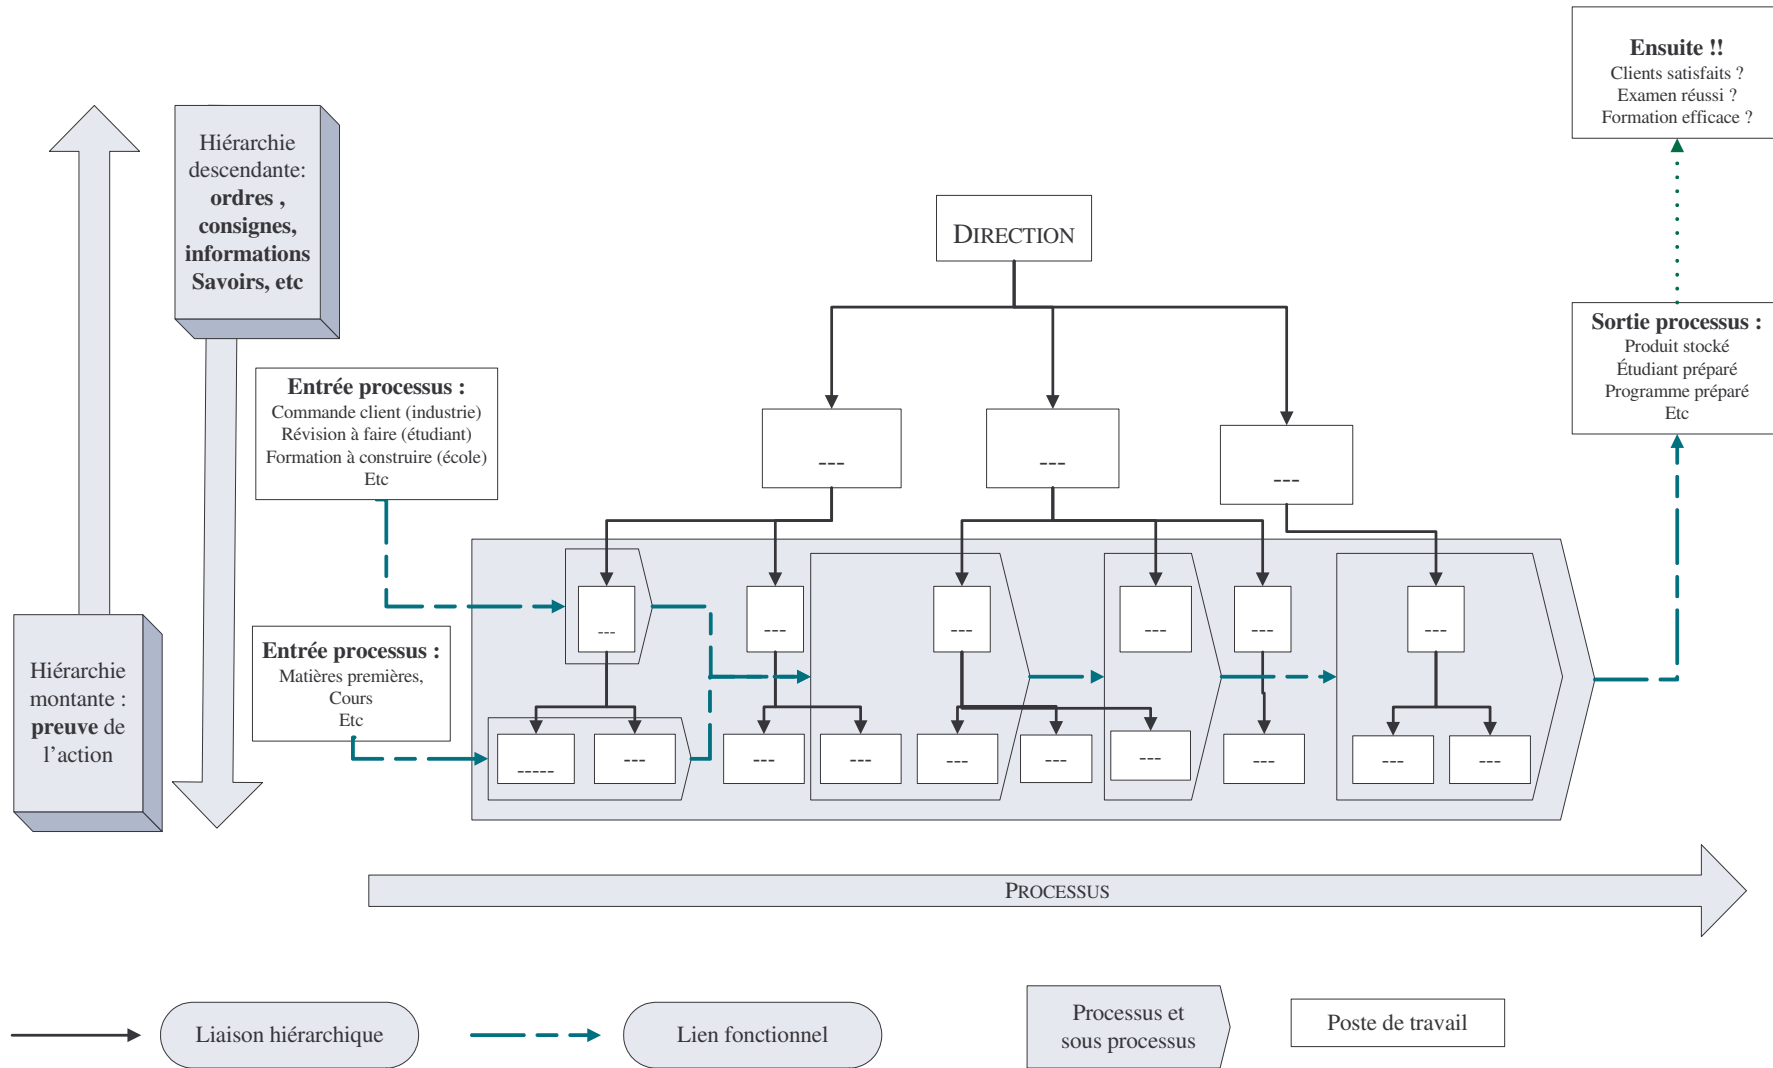 Ensuite !!
Clients satisfaits ?
Examen réussi ?
Formation efficace ?
Hiérarchie
descendante:
ordres ,
consignes,
informations
Savoirs, etc
DIRECTION
Sortie processus :
Produit stocké
Étudiant préparé
Programme préparé
Etc
Entrée processus :
Commande client (industrie)
Révision à faire (étudiant)
Formation à construire (école)
Etc
---
---
---
---
---
---
---
---
---
Entrée processus :
Matières premières,
Cours
Etc
Hiérarchie
montante :
preuve de
l’action
-----
---
---
---
---
---
---
---
---
---
PROCESSUS
Liaison hiérarchique
Lien fonctionnel
Processus et
sous processus
Poste de travail